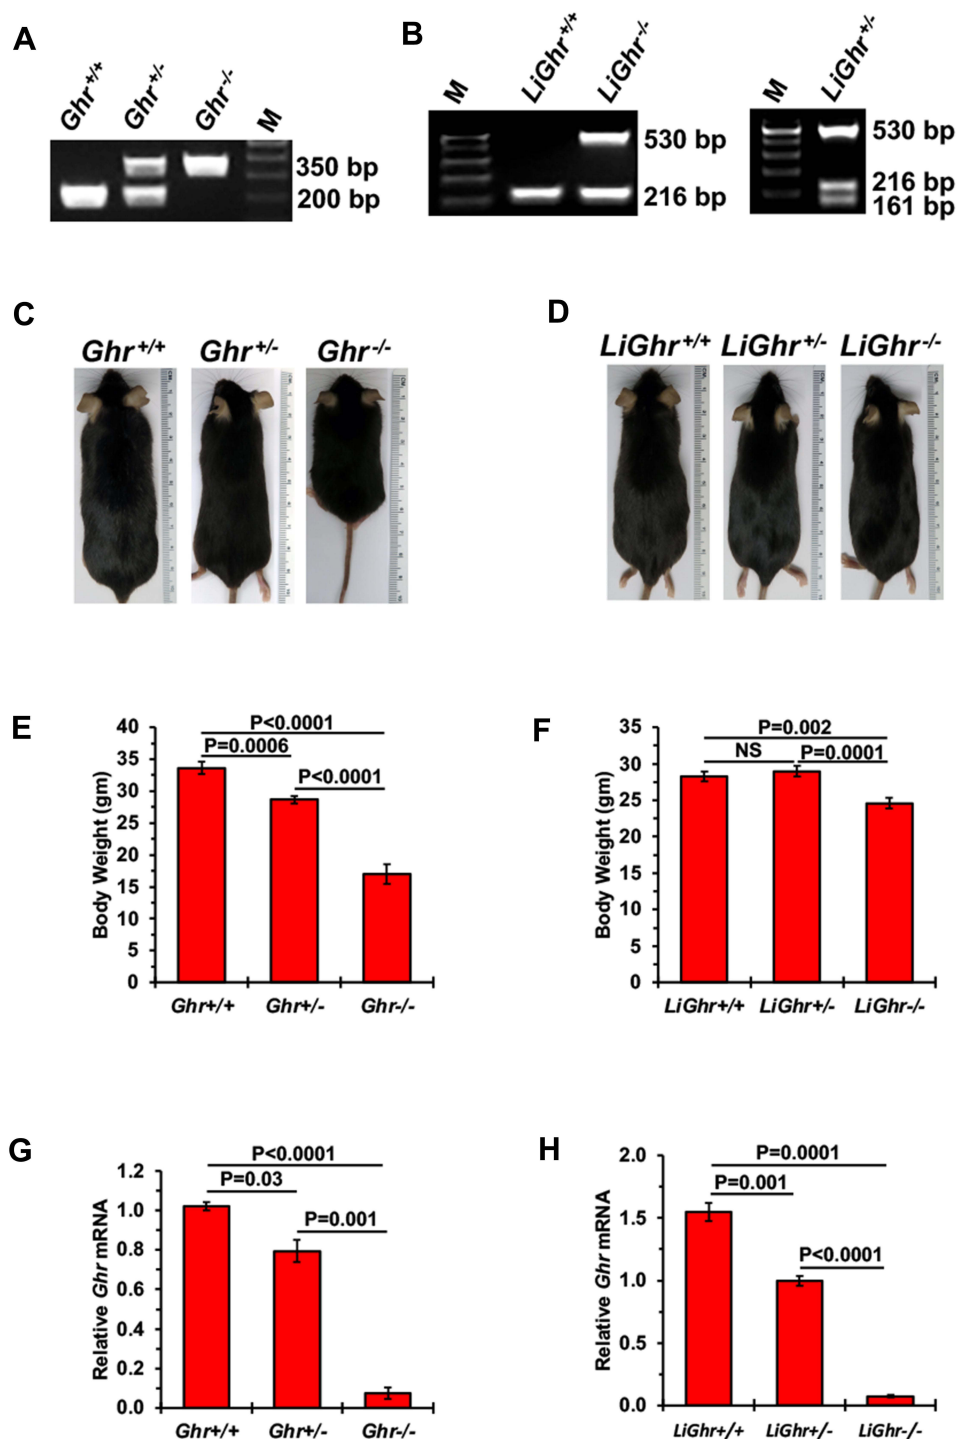 A
Ghr+/+ Ghr+/- Ghr-/- M
350 bp
200 bp
B
M LiGhr+/+ LiGhr-/-
530 bp
216 bp
M LiGhr+/-
530 bp
216 bp
161 bp
C
Ghr+/+ Ghr+/- Ghr-/-
D
LiGhr+/+ LiGhr+/- LiGhr-/-
E
Body Weight (gm)
40
35
30
25
20
15
10
5
0
P<0.0001
P=0.0006
P<0.0001
Ghr+/+ Ghr+/- Ghr-/-
F
Body Weight (gm)
35
30
25
20
15
10
5
0
P=0.002
NS P=0.0001
LiGhr+/+ LiGhr+/- LiGhr-/-
G
Relative Ghr mRNA
1.2
1.0
0.8
0.6
0.4
0.2
0.0
P<0.0001
P=0.03
P=0.001
Ghr+/+ Ghr+/- Ghr-/-
H
Relative Ghr mRNA
2.0
1.5
1.0
0.5
0.0
P=0.0001
P=0.001
P<0.0001
LiGhr+/+ LiGhr+/- LiGhr-/-